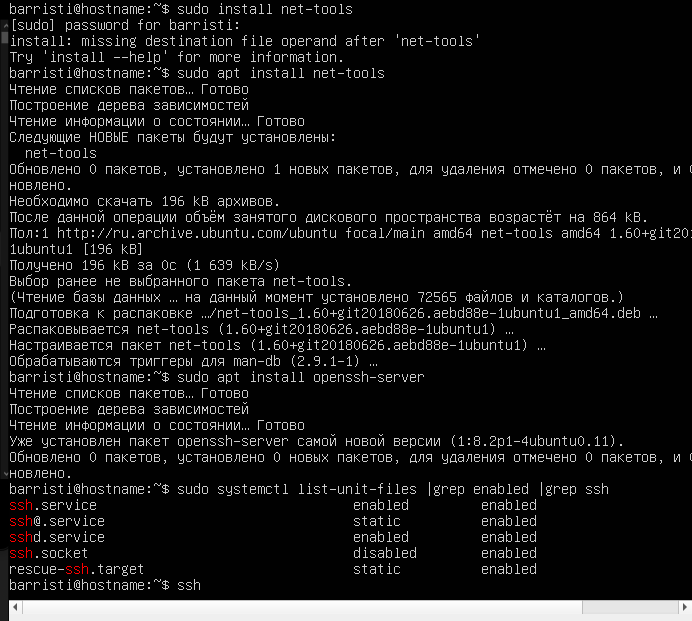 barristi@hostname:~$ sudo install net-tools
[sudo] password for barristi:
install: missing destination file operand after 'net-tools'
Try 'install --help' for more information.
barristi@hostname:~$ sudo apt install net-tools
Чтение списков пакетов… Готово
Построение дерева зависимостей
Чтение информации о состоянии… Готово
Следующие НОВЫЕ пакеты будут установлены:
  net-tools
Обновлено 0 пакетов, установлено 1 новых пакетов, для удаления отмечено 0 пакетов, и
новлено.
Необходимо скачать 196 kB архивов.
После данной операции объём занятого дискового пространства возрастёт на 864 kB.
Пол:1 http://ru.archive.ubuntu.com/ubuntu focal/main amd64 net-tools amd64 1.60+git20
1ubuntu1 [196 kB]
Получено 196 kB за 0с (1 639 kB/s)
Выбор ранее не выбранного пакета net-tools.
(Чтение базы данных … на данный момент установлено 72565 файлов и каталогов.)
Подготовка к распаковке …/net-tools_1.60+git20180626.aebd88e-1ubuntu1_amd64.deb …
Распаковывается net-tools (1.60+git20180626.aebd88e-1ubuntu1) …
Настраивается пакет net-tools (1.60+git20180626.aebd88e-1ubuntu1) …
Обрабатываются триггеры для man-db (2.9.1-1) …
barristi@hostname:~$ sudo apt install openssh-server
Чтение списков пакетов… Готово
Построение дерева зависимостей
Чтение информации о состоянии… Готово
Уже установлен пакет openssh-server самой новой версии (1:8.2p1-4ubuntu0.11).
Обновлено 0 пакетов, установлено 0 новых пакетов, для удаления отмечено 0 пакетов, и
новлено.
barristi@hostname:~$ sudo systemctl list-unit-files |grep enabled |grep ssh
ssh.service enabled enabled
ssh@.service static enabled
sshd.service enabled enabled
ssh.socket disabled enabled
rescue-ssh.target static enabled
barristi@hostname:~$ ssh